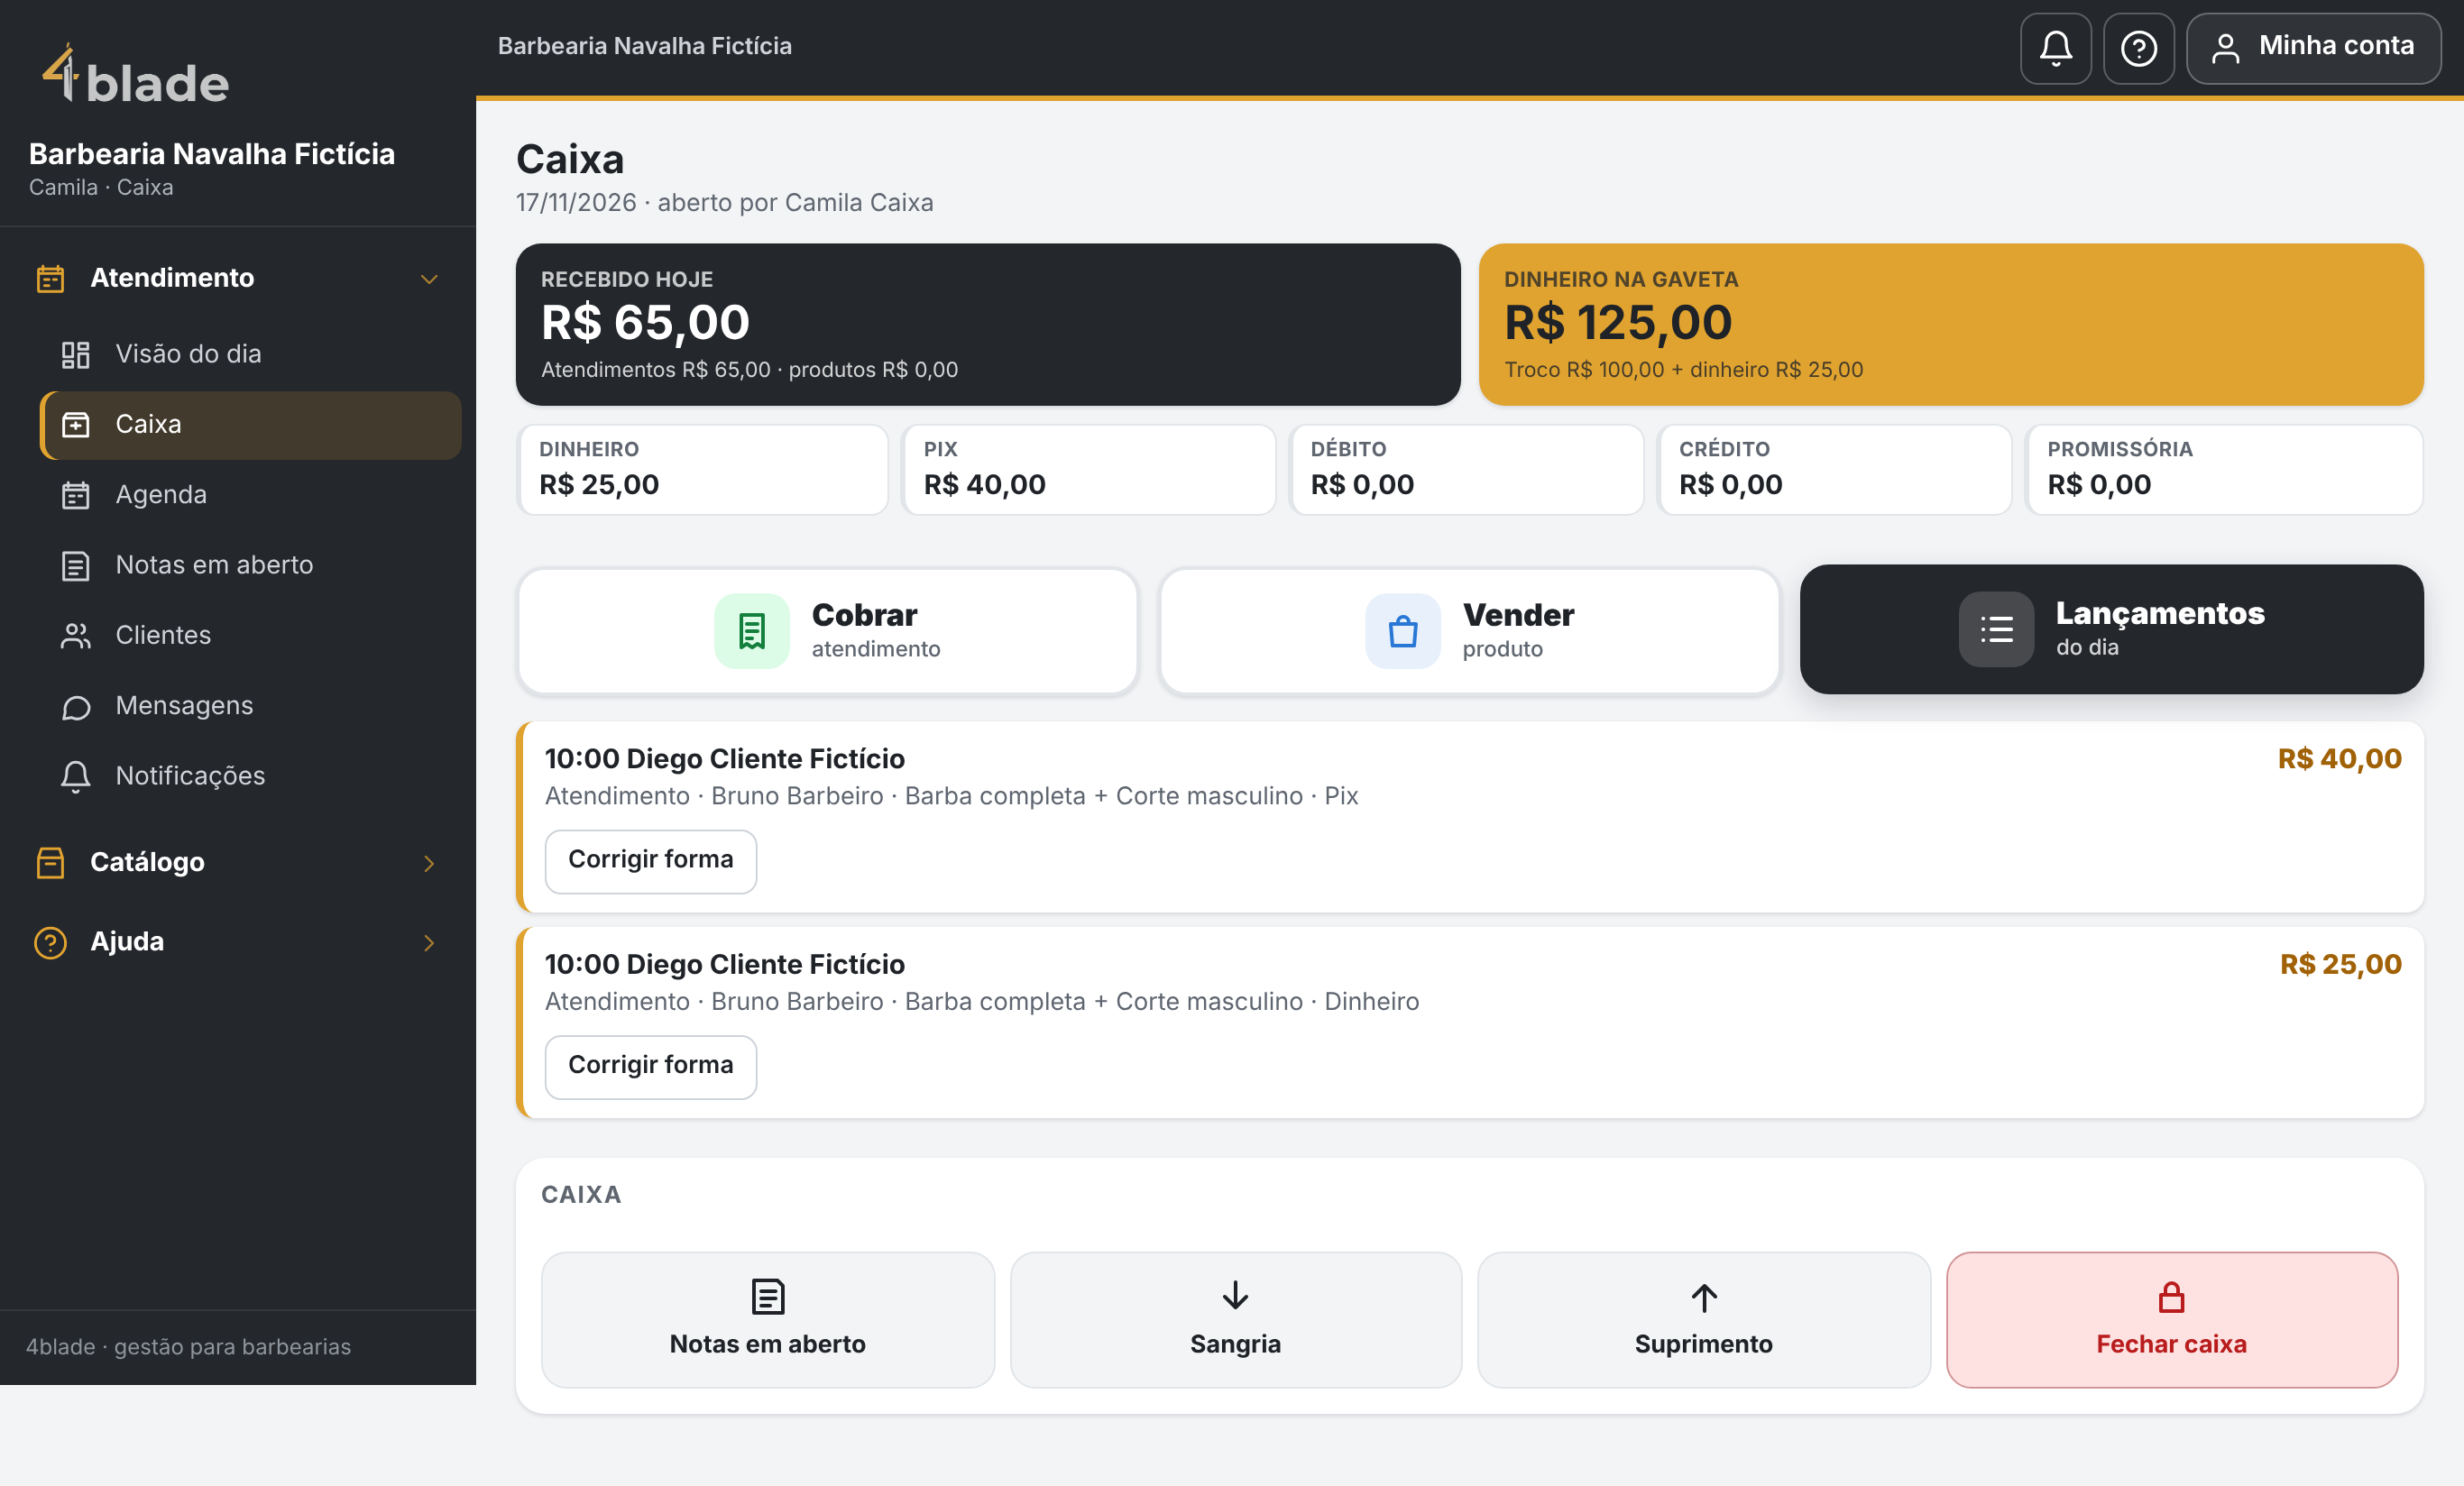 4blade
Barbearia Navalha Fictícia
Camila · Caixa
Atendimento
Visão do dia
Caixa
Agenda
Notas em aberto
Clientes
Mensagens
Notificações
Catálogo
Ajuda
4blade · gestão para barbearias
Barbearia Navalha Fictícia
Minha conta
Caixa
17/11/2026 · aberto por Camila Caixa
RECEBIDO HOJE
R$ 65,00
Atendimentos R$ 65,00 · produtos R$ 0,00
DINHEIRO NA GAVETA
R$ 125,00
Troco R$ 100,00 + dinheiro R$ 25,00
DINHEIRO
R$ 25,00
PIX
R$ 40,00
DÉBITO
R$ 0,00
CRÉDITO
R$ 0,00
PROMISSÓRIA
R$ 0,00
Cobrar
atendimento
Vender
produto
Lançamentos
do dia
10:00 Diego Cliente Fictício
R$ 40,00
Atendimento · Bruno Barbeiro · Barba completa + Corte masculino · Pix
Corrigir forma
10:00 Diego Cliente Fictício
R$ 25,00
Atendimento · Bruno Barbeiro · Barba completa + Corte masculino · Dinheiro
Corrigir forma
CAIXA
Notas em aberto
Sangria
Suprimento
Fechar caixa